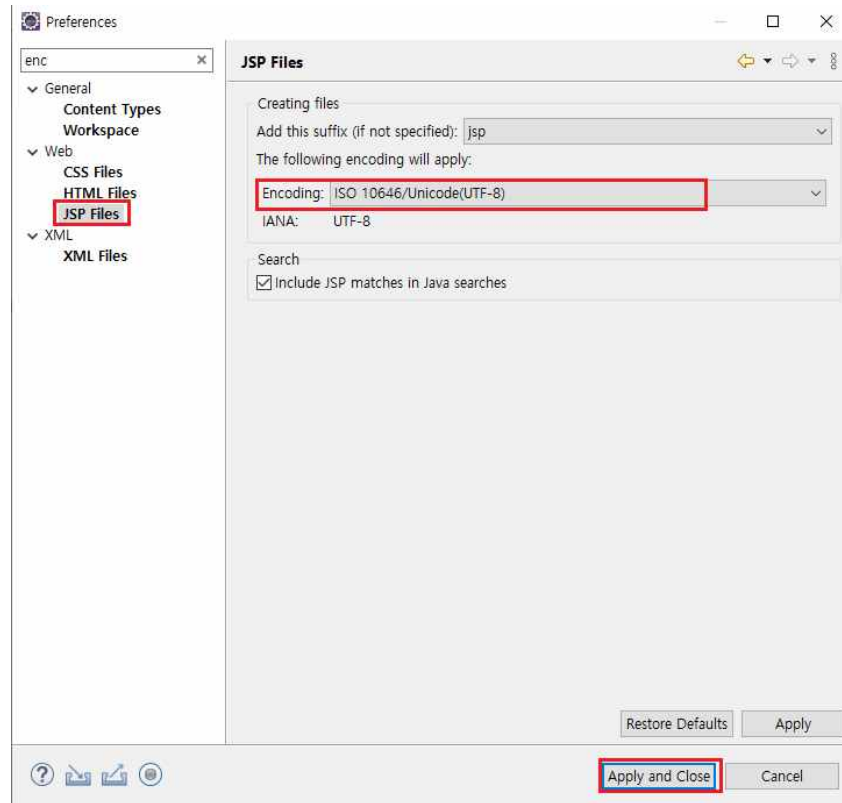 Preferences
enc
General
Content Types
Workspace
Web
CSS Files
HTML Files
JSP Files
XML
XML Files
JSP Files
Creating files
Add this suffix (if not specified): jsp
The following encoding will apply:
Encoding: ISO 10646/Unicode(UTF-8)
IANA: UTF-8
Search
Include JSP matches in Java searches
Restore Defaults Apply
Apply and Close Cancel